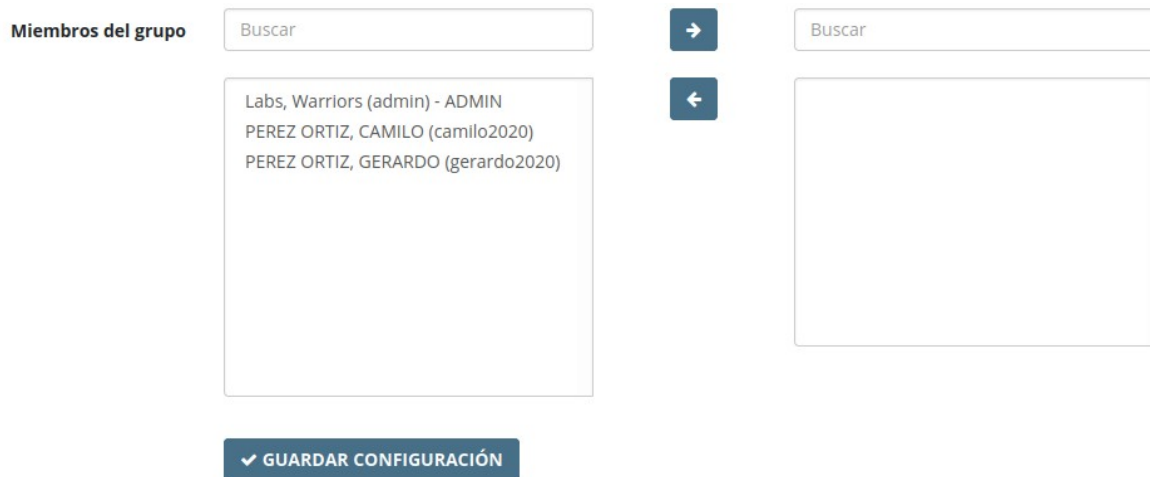 Miembros del grupo
Buscar
Buscar
Labs, Warriors (admin) - ADMIN
PEREZ ORTIZ, CAMILO (camilo2020)
PEREZ ORTIZ, GERARDO (gerardo2020)
GUARDAR CONFIGURACIÓN